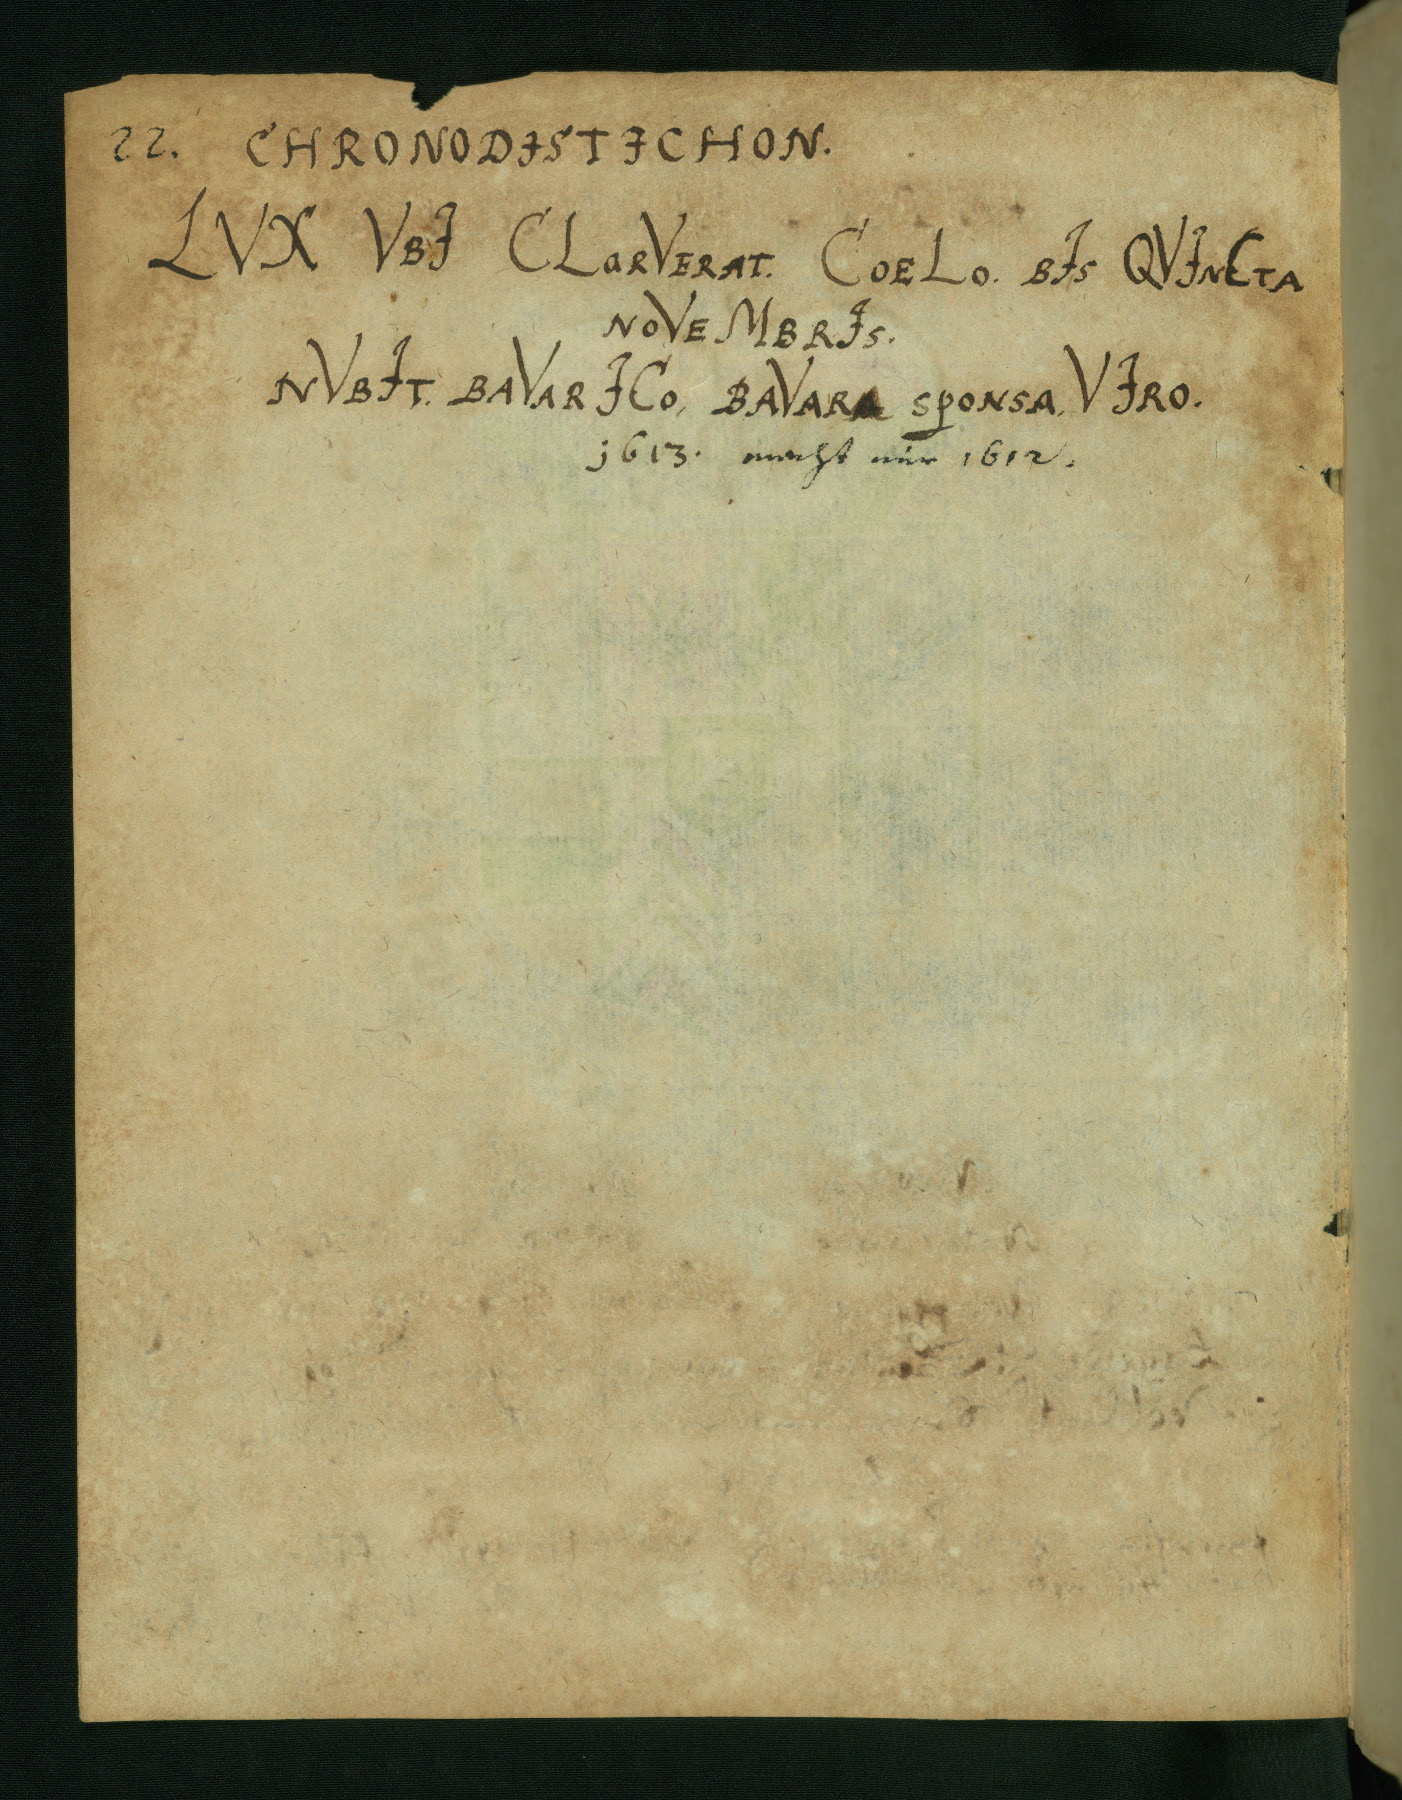 22. CHRONODISTICHON.
LVX VBI CLarVERAT. COELO. BIS QVINCTA
NOVEMBRIS.
NVBIT. BAVARICO, BAVARA SPONSA, VIRO.
1613. macht nur 1612.